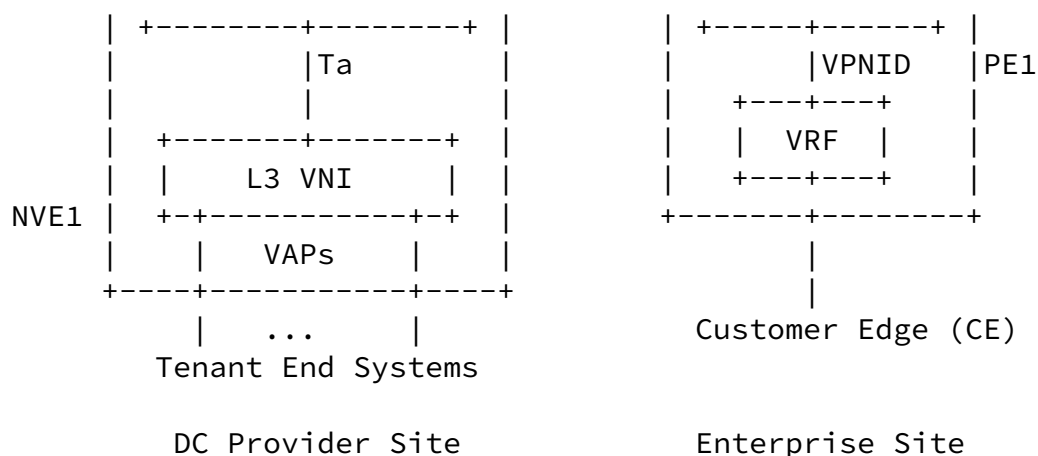 Ta VPNID PE1
VRF
L3 VNI
NVE1
VAPs
...
Customer Edge (CE)
Tenant End Systems
DC Provider Site Enterprise Site